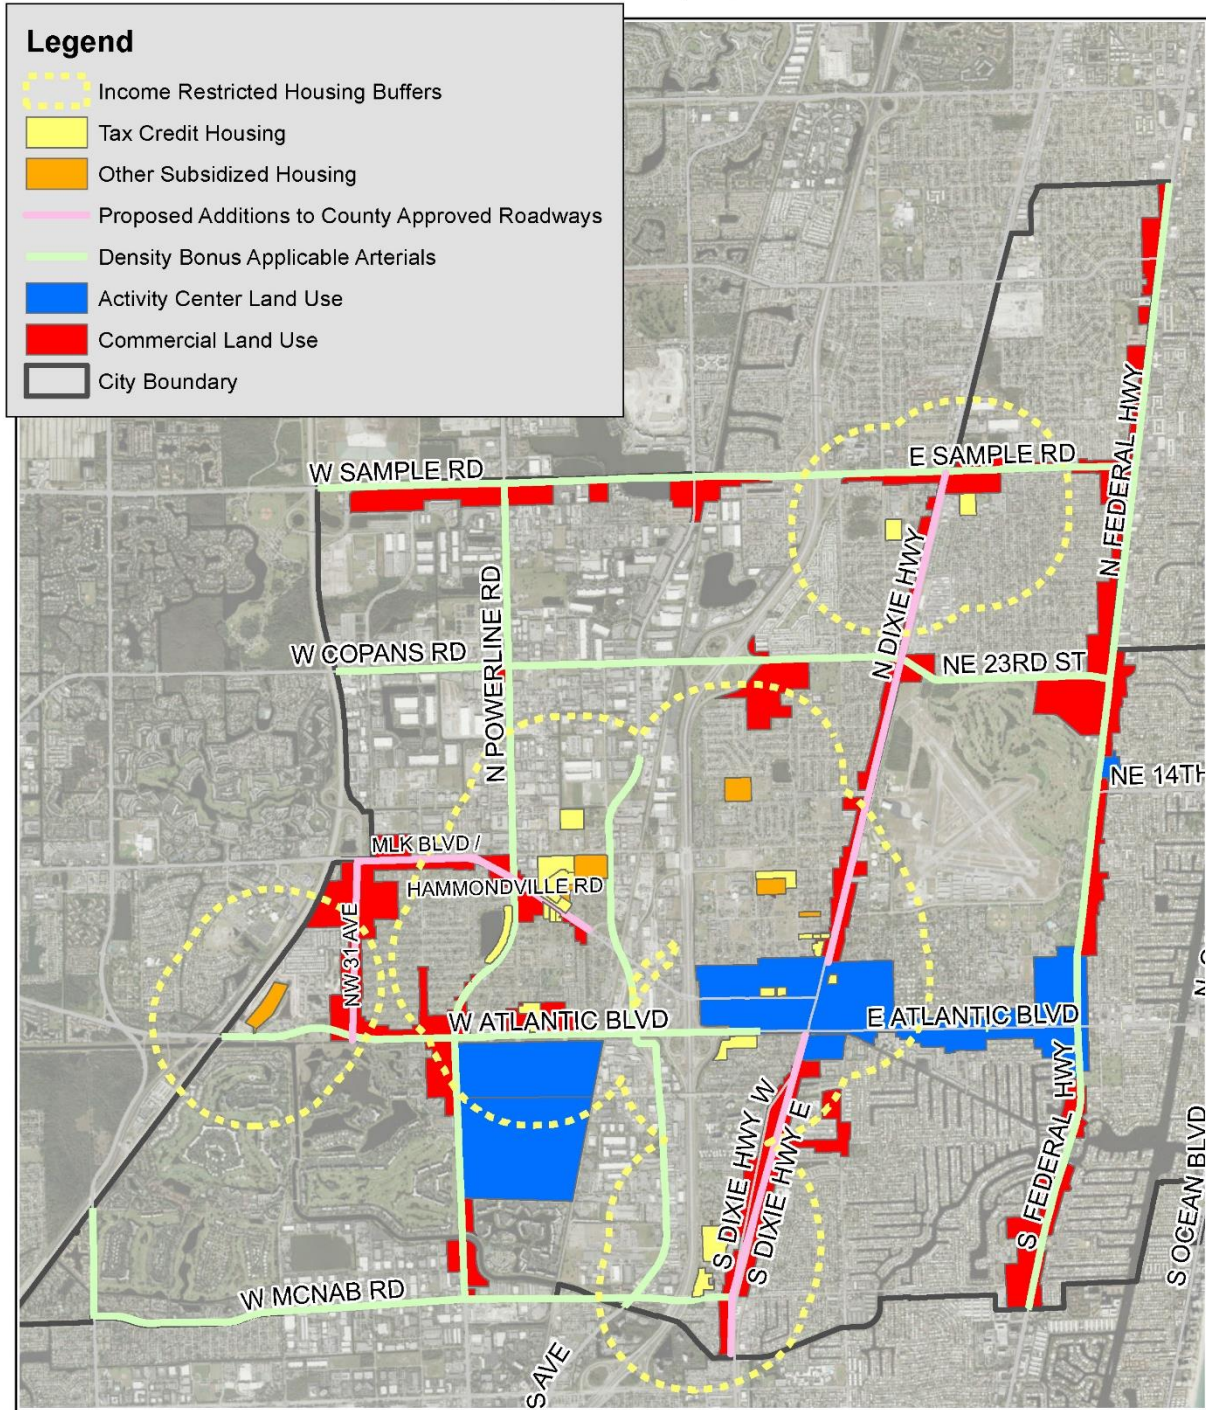 Legend
Income Restricted Housing Buffers
Tax Credit Housing
Other Subsidized Housing
Proposed Additions to County Approved Roadways
Density Bonus Applicable Arterials
Activity Center Land Use
Commercial Land Use
City Boundary
W SAMPLE RD
E SAMPLE RD
N FEDERAL HWY
N POWERLINE RD
N DIXIE HWY
W COPANS RD
NE 23RD ST
NE 14TH
MLK BLVD /
HAMMONDVILLE RD
NW 31 AVE
W ATLANTIC BLVD
E ATLANTIC BLVD
S DIXIE HWY W
S DIXIE HWY E
S FEDERAL HWY
S OCEAN BLVD
W MCNAB RD
S AVE